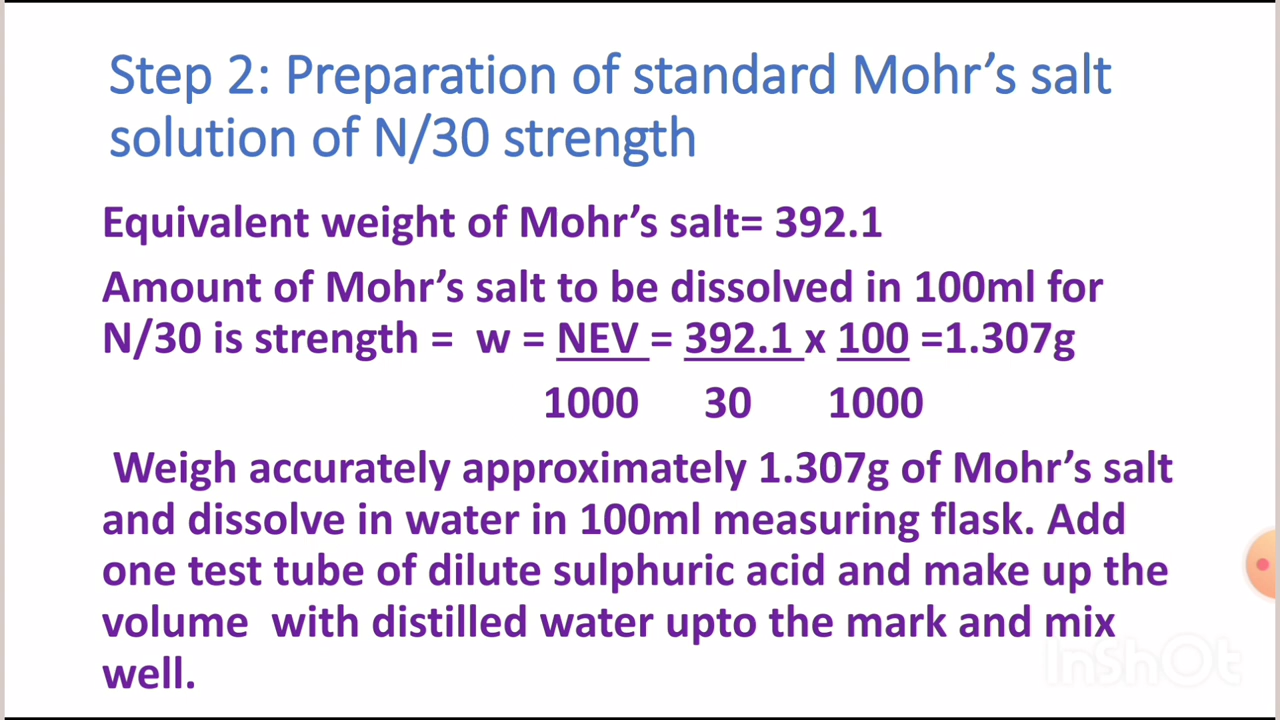 Step 2: Preparation of standard Mohr’s salt
solution of N/30 strength
Equivalent weight of Mohr’s salt= 392.1
Amount of Mohr’s salt to be dissolved in 100ml for
N/30 is strength = w = NEV = 392.1 x 100 =1.307g
1000 30 1000
Weigh accurately approximately 1.307g of Mohr’s salt
and dissolve in water in 100ml measuring flask. Add
one test tube of dilute sulphuric acid and make up the
volume with distilled water upto the mark and mix
well.
InShOt